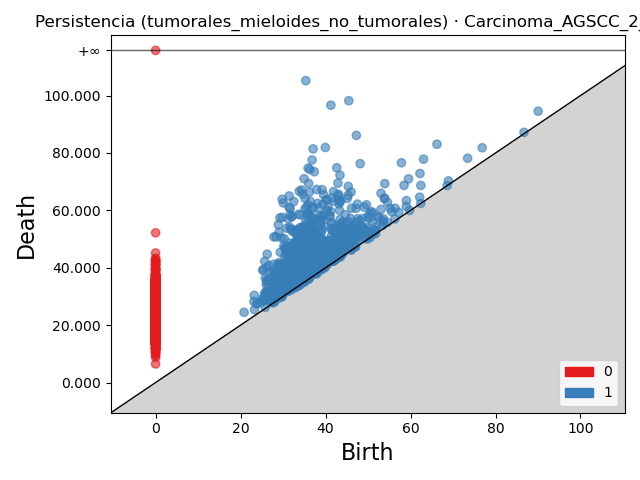 Persistencia (tumorales_mieloides_no_tumorales) · Carcinoma_AGSCC_2_
+∞
100.000
80.000
60.000
40.000
20.000
0.000
Death
0
1
0 20 40 60 80 100
Birth